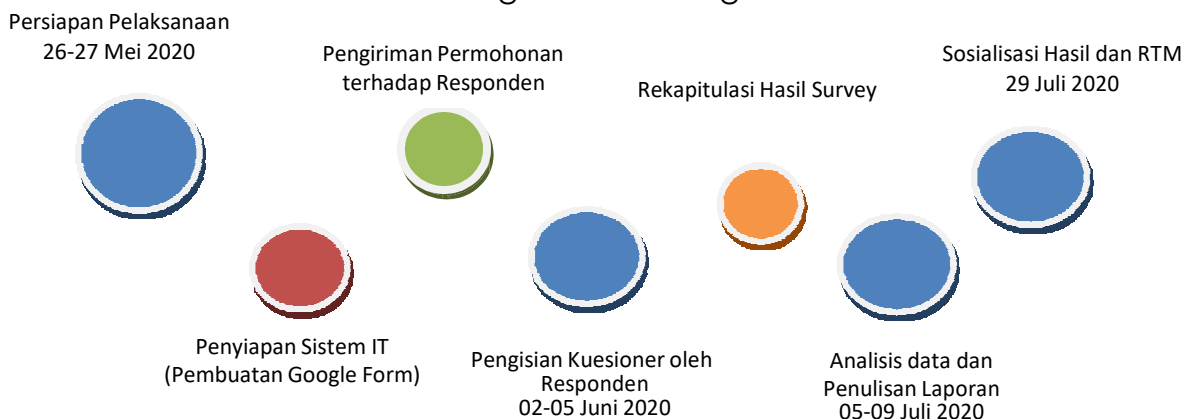 Persiapan Pelaksanaan
26-27 Mei 2020
Penyiapan Sistem IT
(Pembuatan Google Form)
Pengiriman Permohonan
terhadap Responden
Pengisian Kuesioner oleh
Responden
02-05 Juni 2020
Rekapitulasi Hasil Survey
Analisis data dan
Penulisan Laporan
05-09 Juli 2020
Sosialisasi Hasil dan RTM
29 Juli 2020